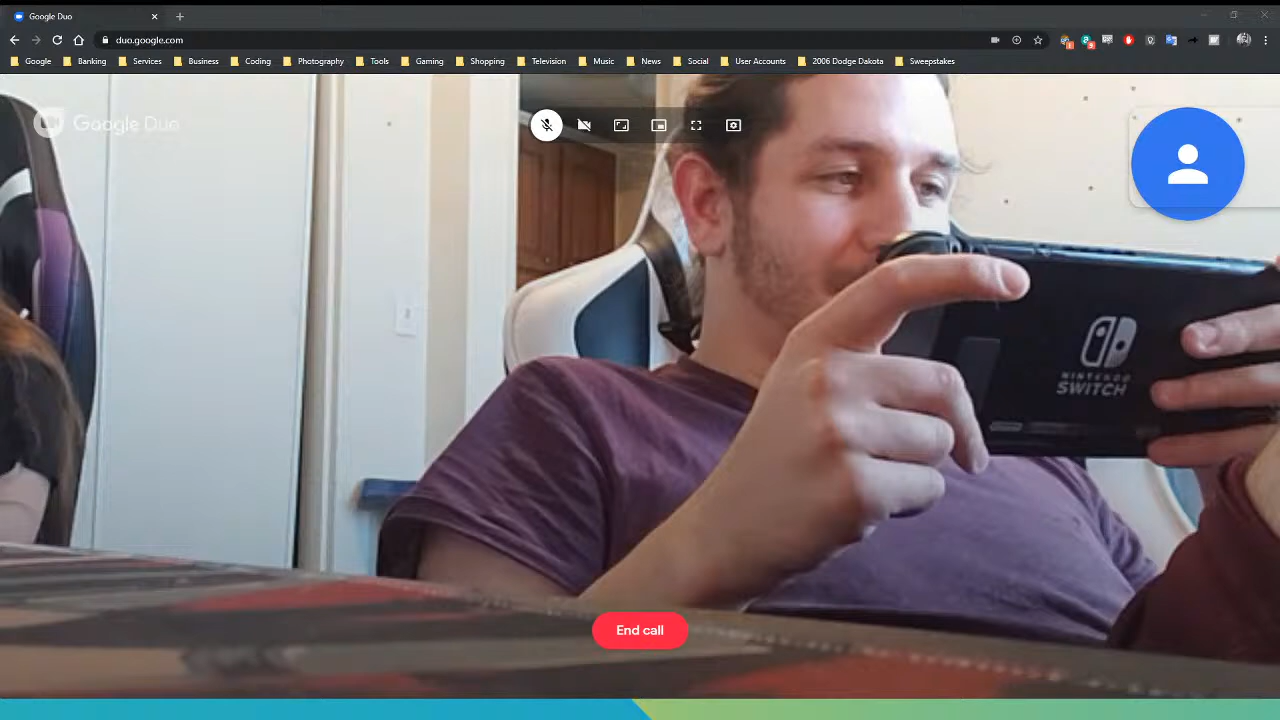 Google Duo
duo.google.com
Google Banking Services Business Coding Photography Tools Gaming Shopping Television Music News Social User Accounts 2006 Dodge Dakota Sweepstakes
Google Duo
NINTENDO
SWITCH
End call